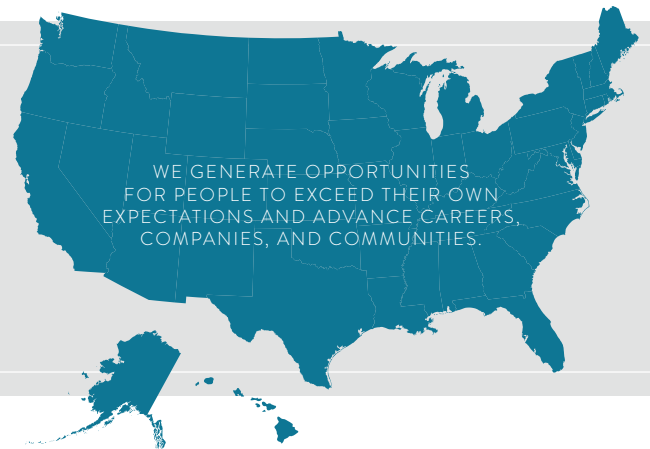 WE GENERATE OPPORTUNITIES
FOR PEOPLE TO EXCEED THEIR OWN
EXPECTATIONS AND ADVANCE CAREERS,
COMPANIES, AND COMMUNITIES.